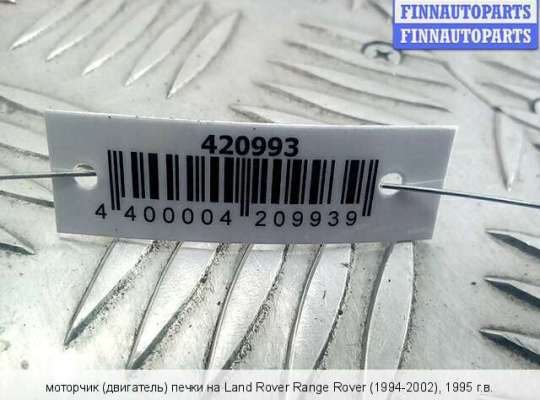 FINNAUTOPARTS
FINNAUTOPARTS
420993
4 400004 209939
моторчик (двигатель) печки на Land Rover Range Rover (1994-2002), 1995 г.в.